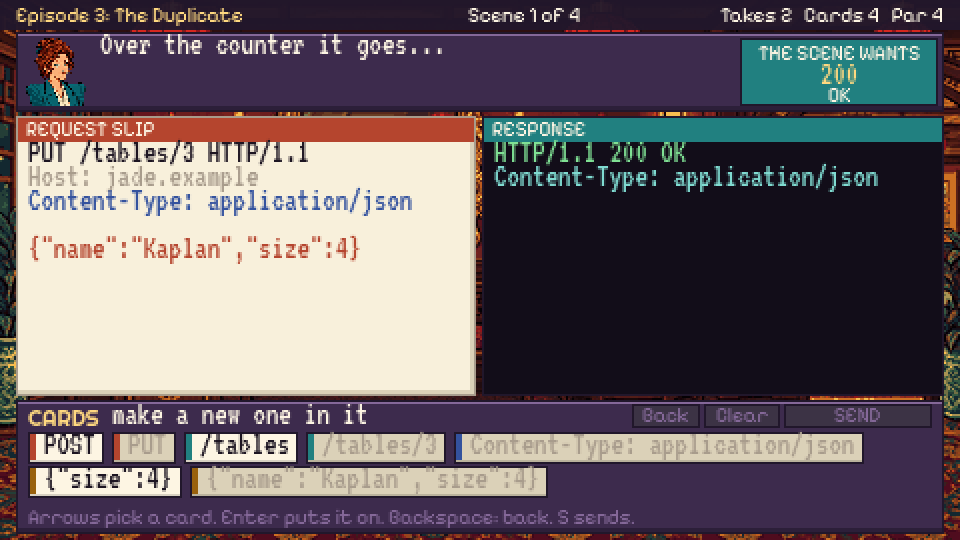 Episode 3: The Duplicate
Scene 1 of 4
Takes 2 Cards 4 Par 4
Over the counter it goes...
THE SCENE WANTS
200
OK
REQUEST SLIP
PUT /tables/3 HTTP/1.1
Host: jade.example
Content-Type: application/json
{"name":"Kaplan","size":4}
RESPONSE
HTTP/1.1 200 OK
Content-Type: application/json
CARDS make a new one in it
Back Clear SEND
POST PUT /tables /tables/3 Content-Type: application/json
{"size":4} {"name":"Kaplan","size":4}
Arrows pick a card. Enter puts it on. Backspace: back. S sends.